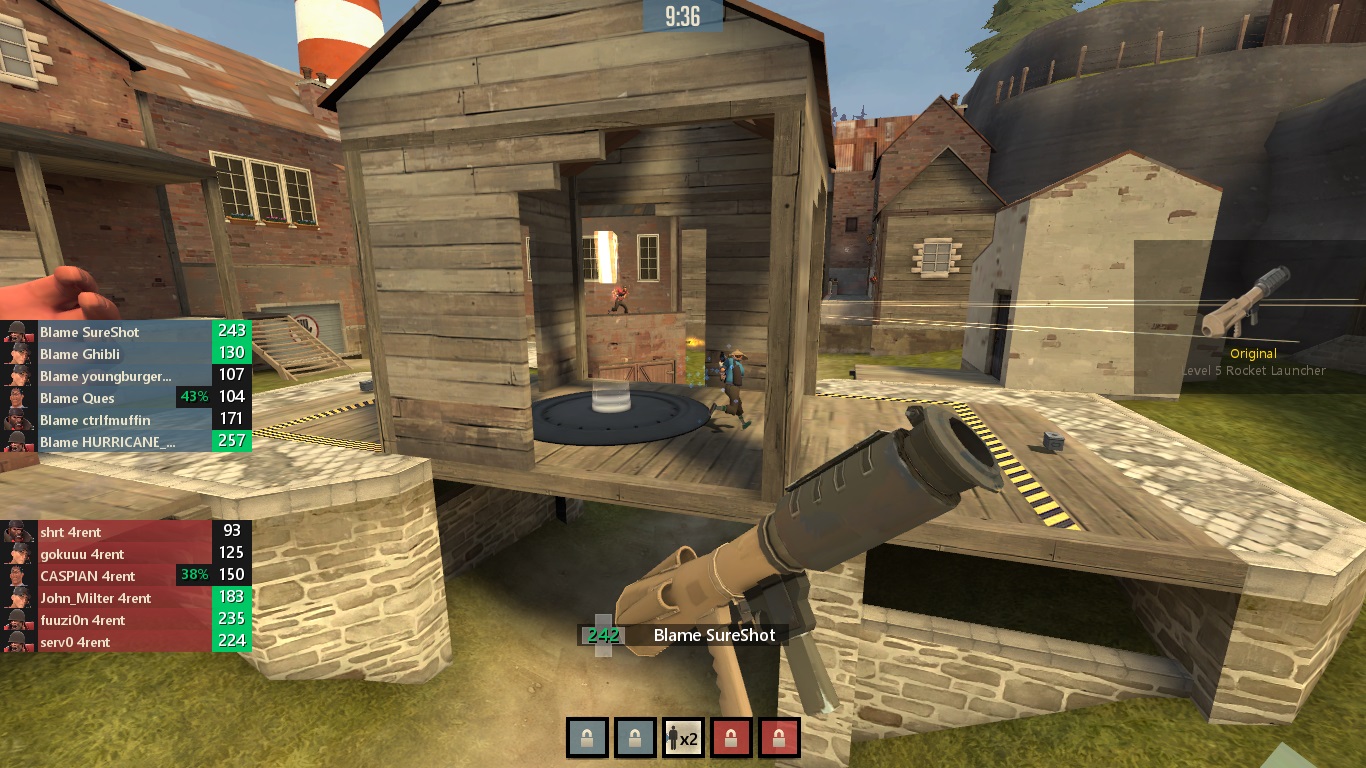 9:36
Blame SureShot 243
Blame Ghibli 130
Blame youngburger... 107
Blame Ques 43% 104
Blame ctrlfmuffin 171
Blame HURRICANE_... 257
Original
Level 5 Rocket Launcher
shrt 4rent 93
gokuuu 4rent 125
CASPIAN 4rent 38% 150
John_Milter 4rent 183
fuuzi0n 4rent 235
serv0 4rent 224
242 Blame SureShot
x2